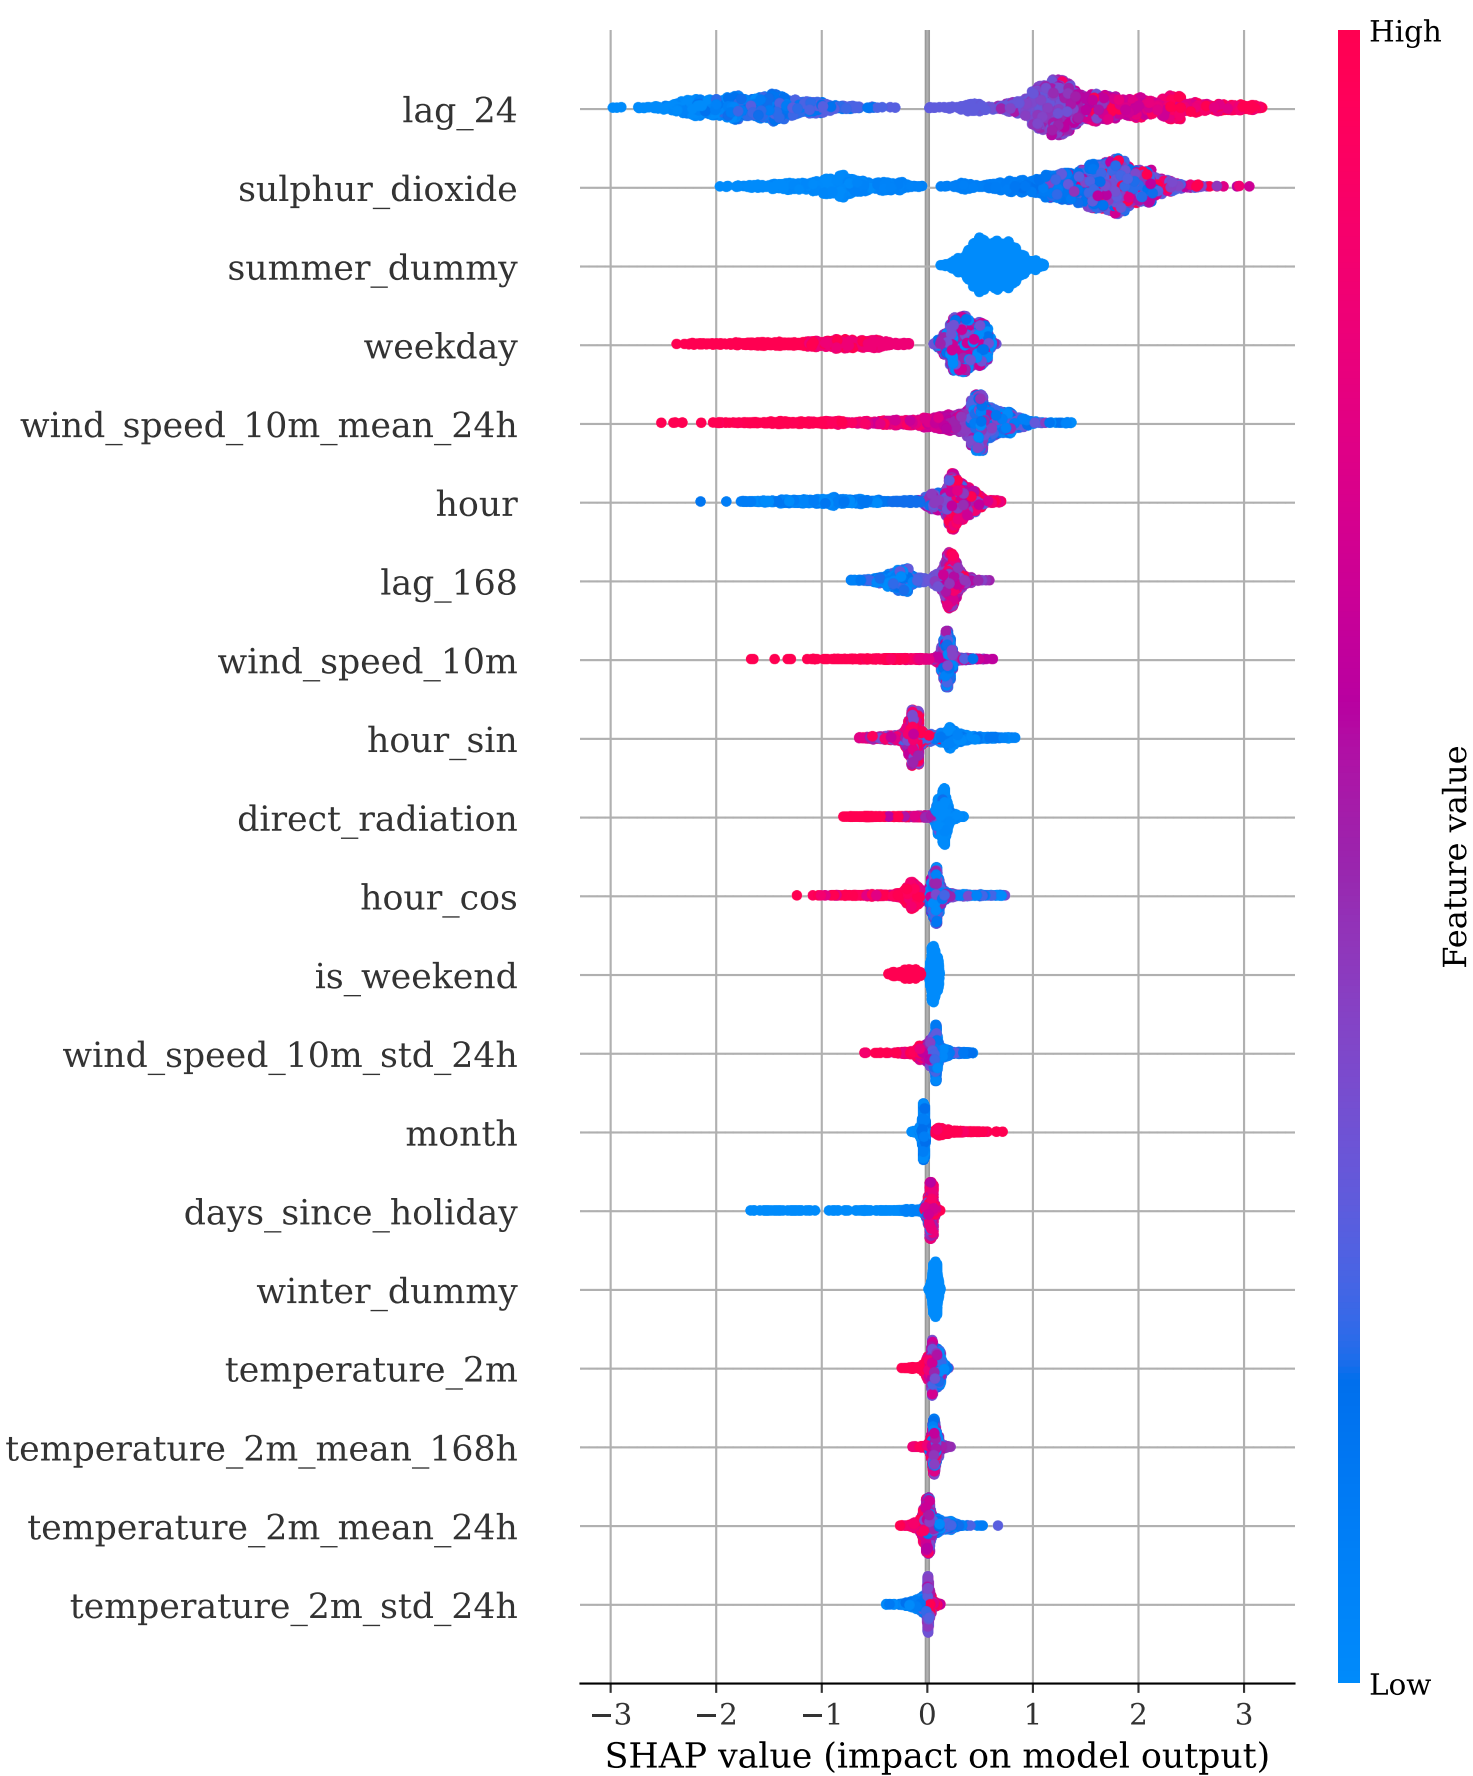 High
lag_24
sulphur_dioxide
summer_dummy
weekday
wind_speed_10m_mean_24h
hour
lag_168
wind_speed_10m
hour_sin
direct_radiation
hour_cos
is_weekend
wind_speed_10m_std_24h
month
days_since_holiday
winter_dummy
temperature_2m
temperature_2m_mean_168h
temperature_2m_mean_24h
temperature_2m_std_24h
Feature value
Low
−3 −2 −1 0 1 2 3
SHAP value (impact on model output)